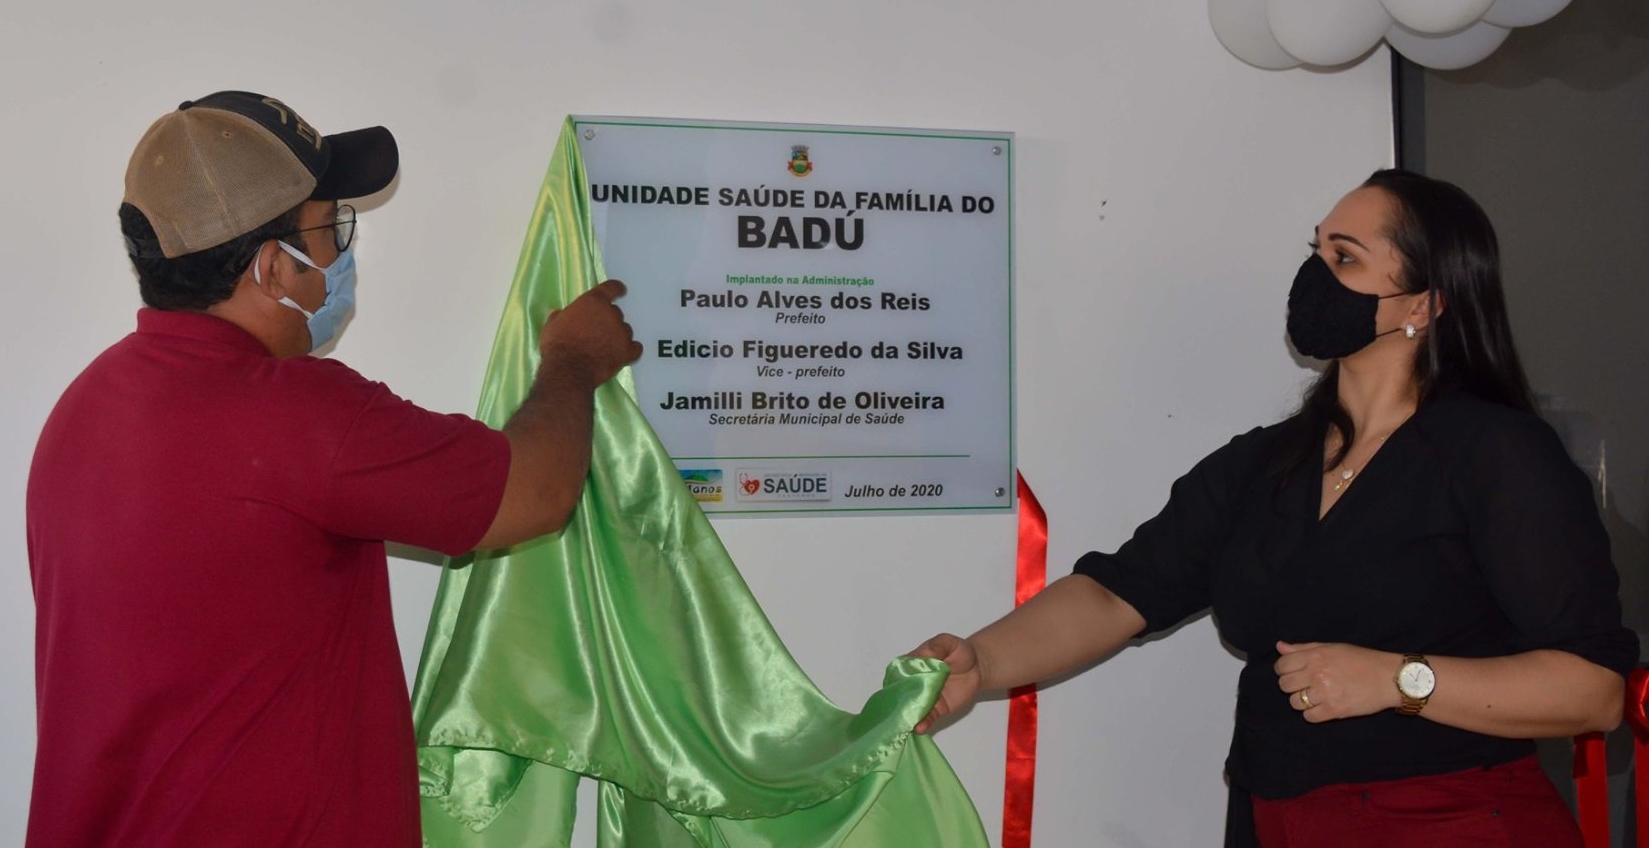 UNIDADE SAÚDE DA FAMÍLIA DO
BADÚ
Implantado na Administração
Paulo Alves dos Reis
Prefeito
Edicio Figueredo da Silva
Vice - prefeito
Jamilli Brito de Oliveira
Secretária Municipal de Saúde
SAÚDE
Julho de 2020